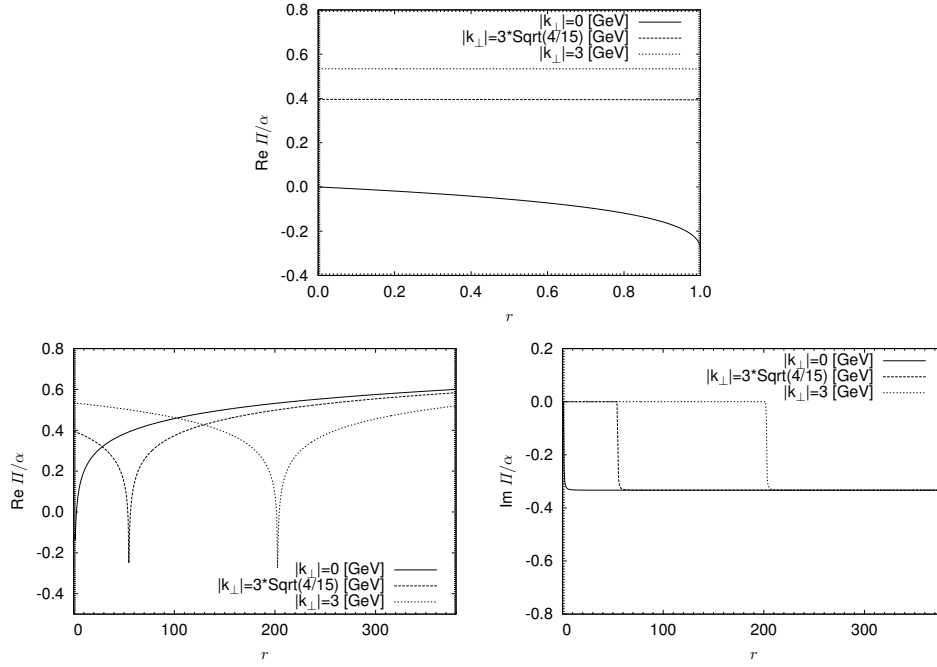 0.8
|k⊥|=0 [GeV]
|k⊥|=3*Sqrt(4/15) [GeV]
|k⊥|=3 [GeV]
0.6
0.4
0.2
0.0
-0.2
-0.4
Re Π/α
0.0 0.2 0.4 0.6 0.8 1.0
r
0.8
0.6
0.4
0.2
0.0
-0.2
-0.4
Re Π/α
|k⊥|=0 [GeV]
|k⊥|=3*Sqrt(4/15) [GeV]
|k⊥|=3 [GeV]
0 100 200 300
r
0.2
|k⊥|=0 [GeV]
|k⊥|=3*Sqrt(4/15) [GeV]
|k⊥|=3 [GeV]
0.0
-0.2
-0.4
-0.6
-0.8
Im Π/α
0 100 200 300
r